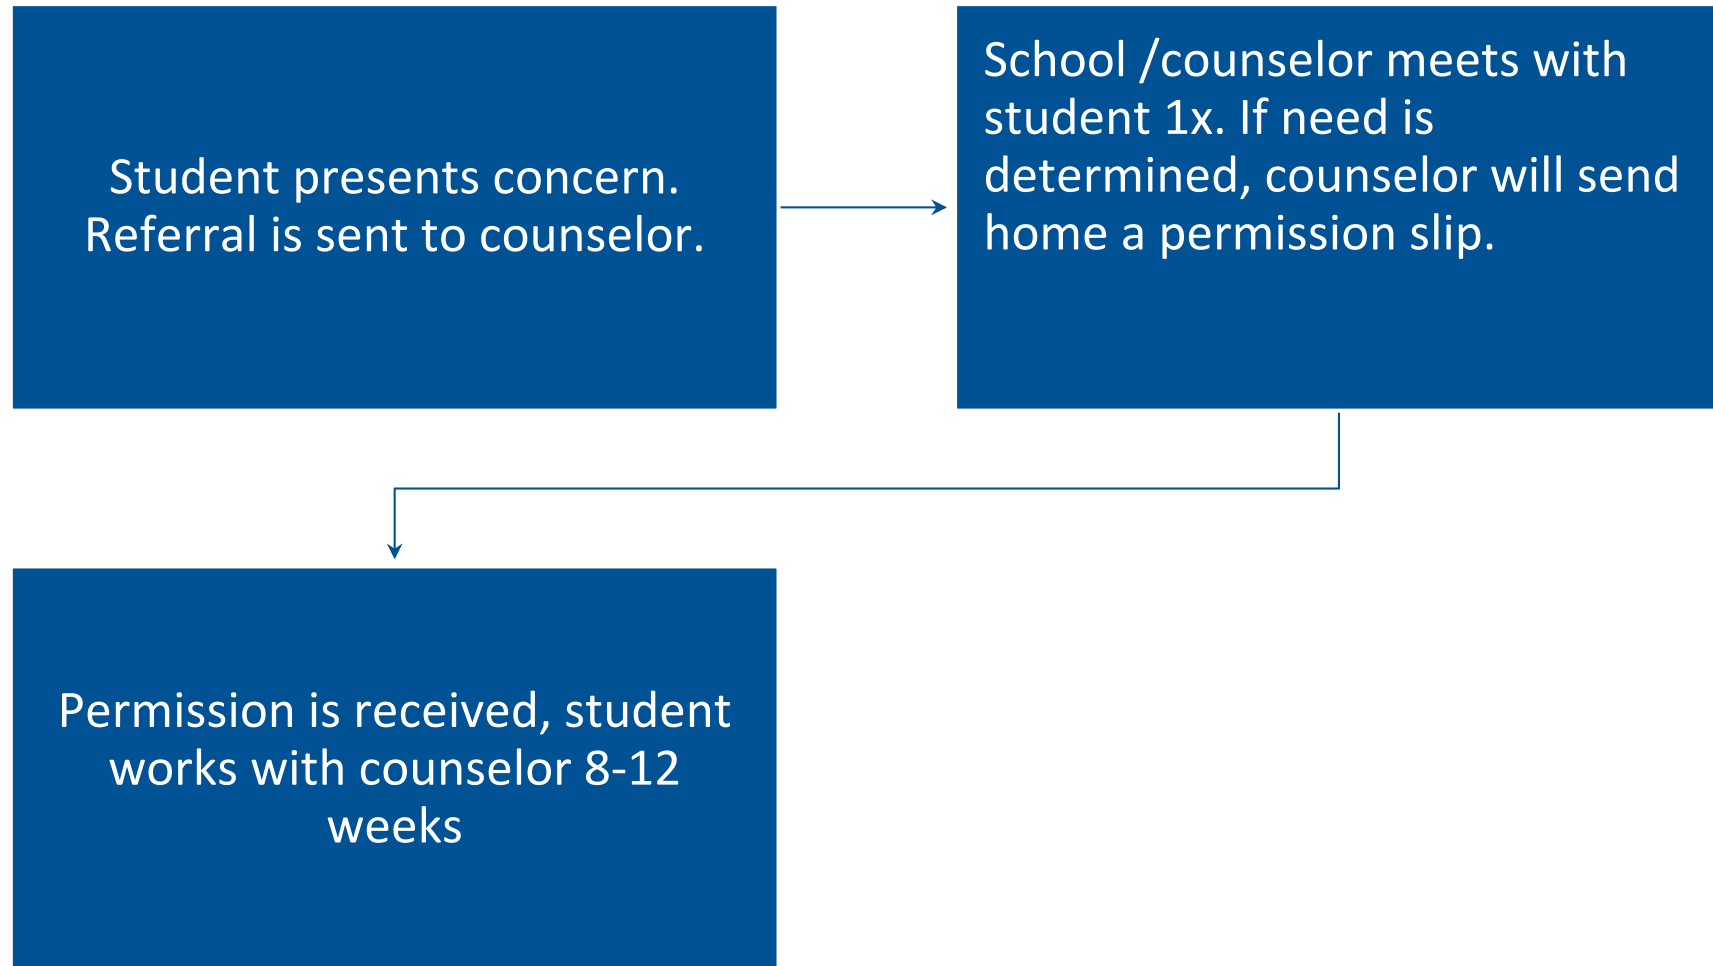 Student presents concern.
Referral is sent to counselor.
School /counselor meets with
student 1x. If need is
determined, counselor will send
home a permission slip.
Permission is received, student
works with counselor 8-12
weeks